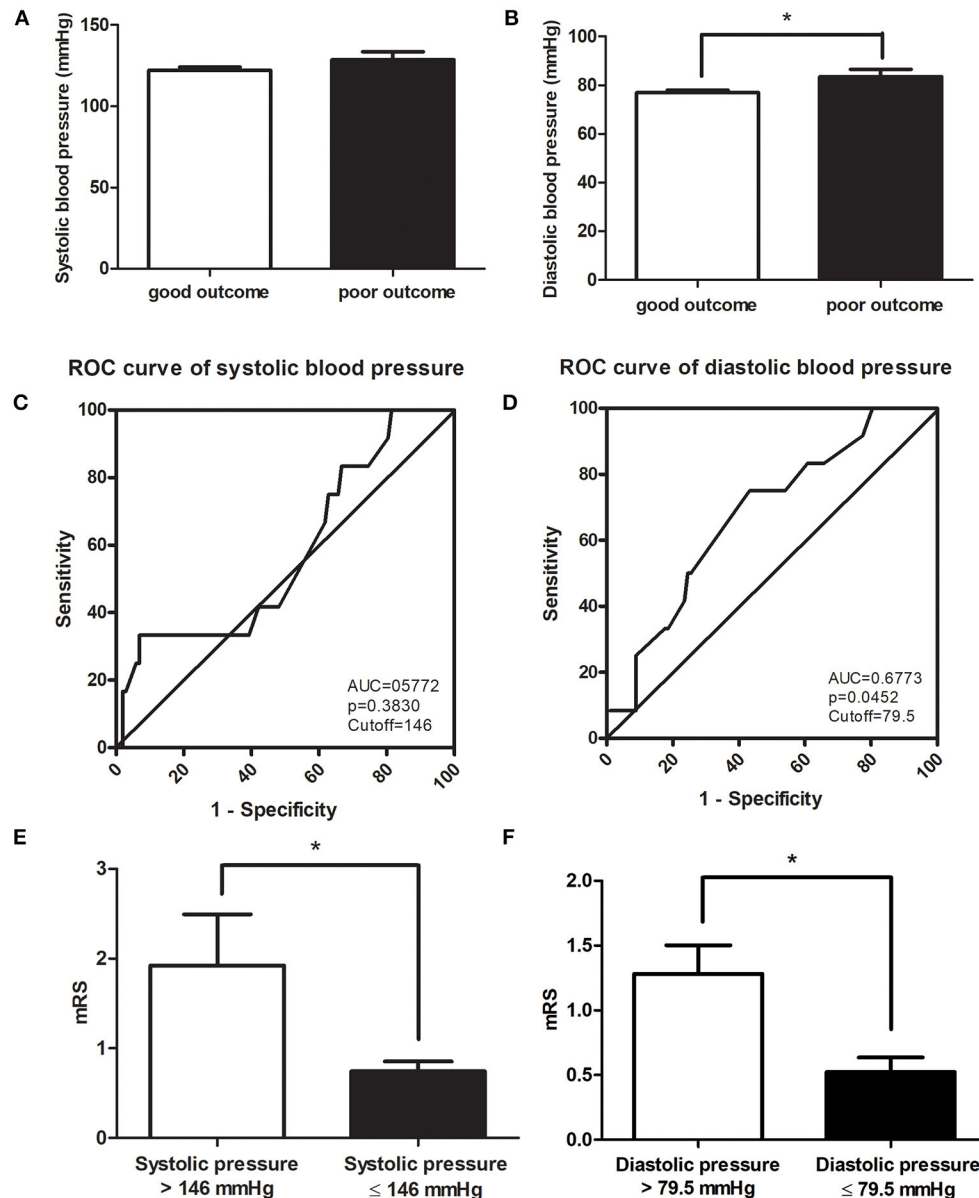 A
Systolic blood pressure (mmHg)
150
100
50
0
good outcome
poor outcome
B
*
Diastolic blood pressure (mmHg)
100
80
60
40
20
0
good outcome
poor outcome
ROC curve of systolic blood pressure
C
Sensitivity
100
80
60
40
20
0
AUC=05772
p=0.3830
Cutoff=146
0
20
40
60
80
100
1 - Specificity
ROC curve of diastolic blood pressure
D
Sensitivity
100
80
60
40
20
0
AUC=0.6773
p=0.0452
Cutoff=79.5
0
20
40
60
80
100
1 - Specificity
E
*
mRS
3
2
1
0
Systolic pressure
> 146 mmHg
Systolic pressure
≤ 146 mmHg
F
*
mRS
2.0
1.5
1.0
0.5
0.0
Diastolic pressure
> 79.5 mmHg
Diastolic pressure
≤ 79.5 mmHg